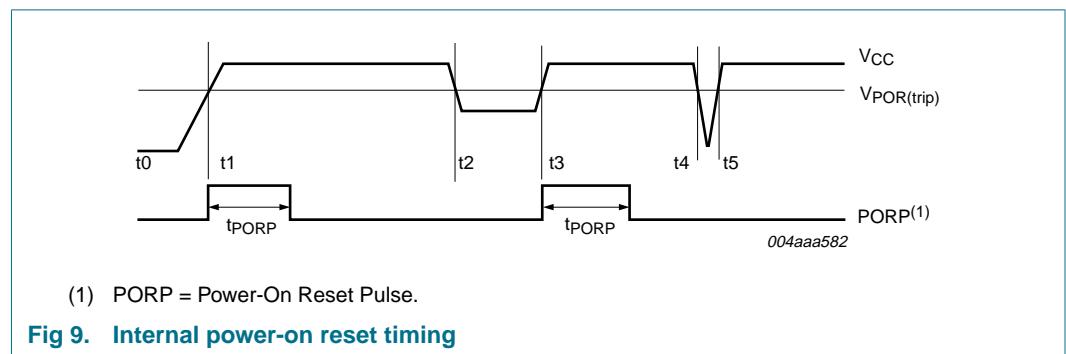 VCC
VPOR(trip)
t0 t1 t2 t3 t4 t5
tPORP tPORP PORP(1)
004aaa582
(1) PORP = Power-On Reset Pulse.
Fig 9. Internal power-on reset timing